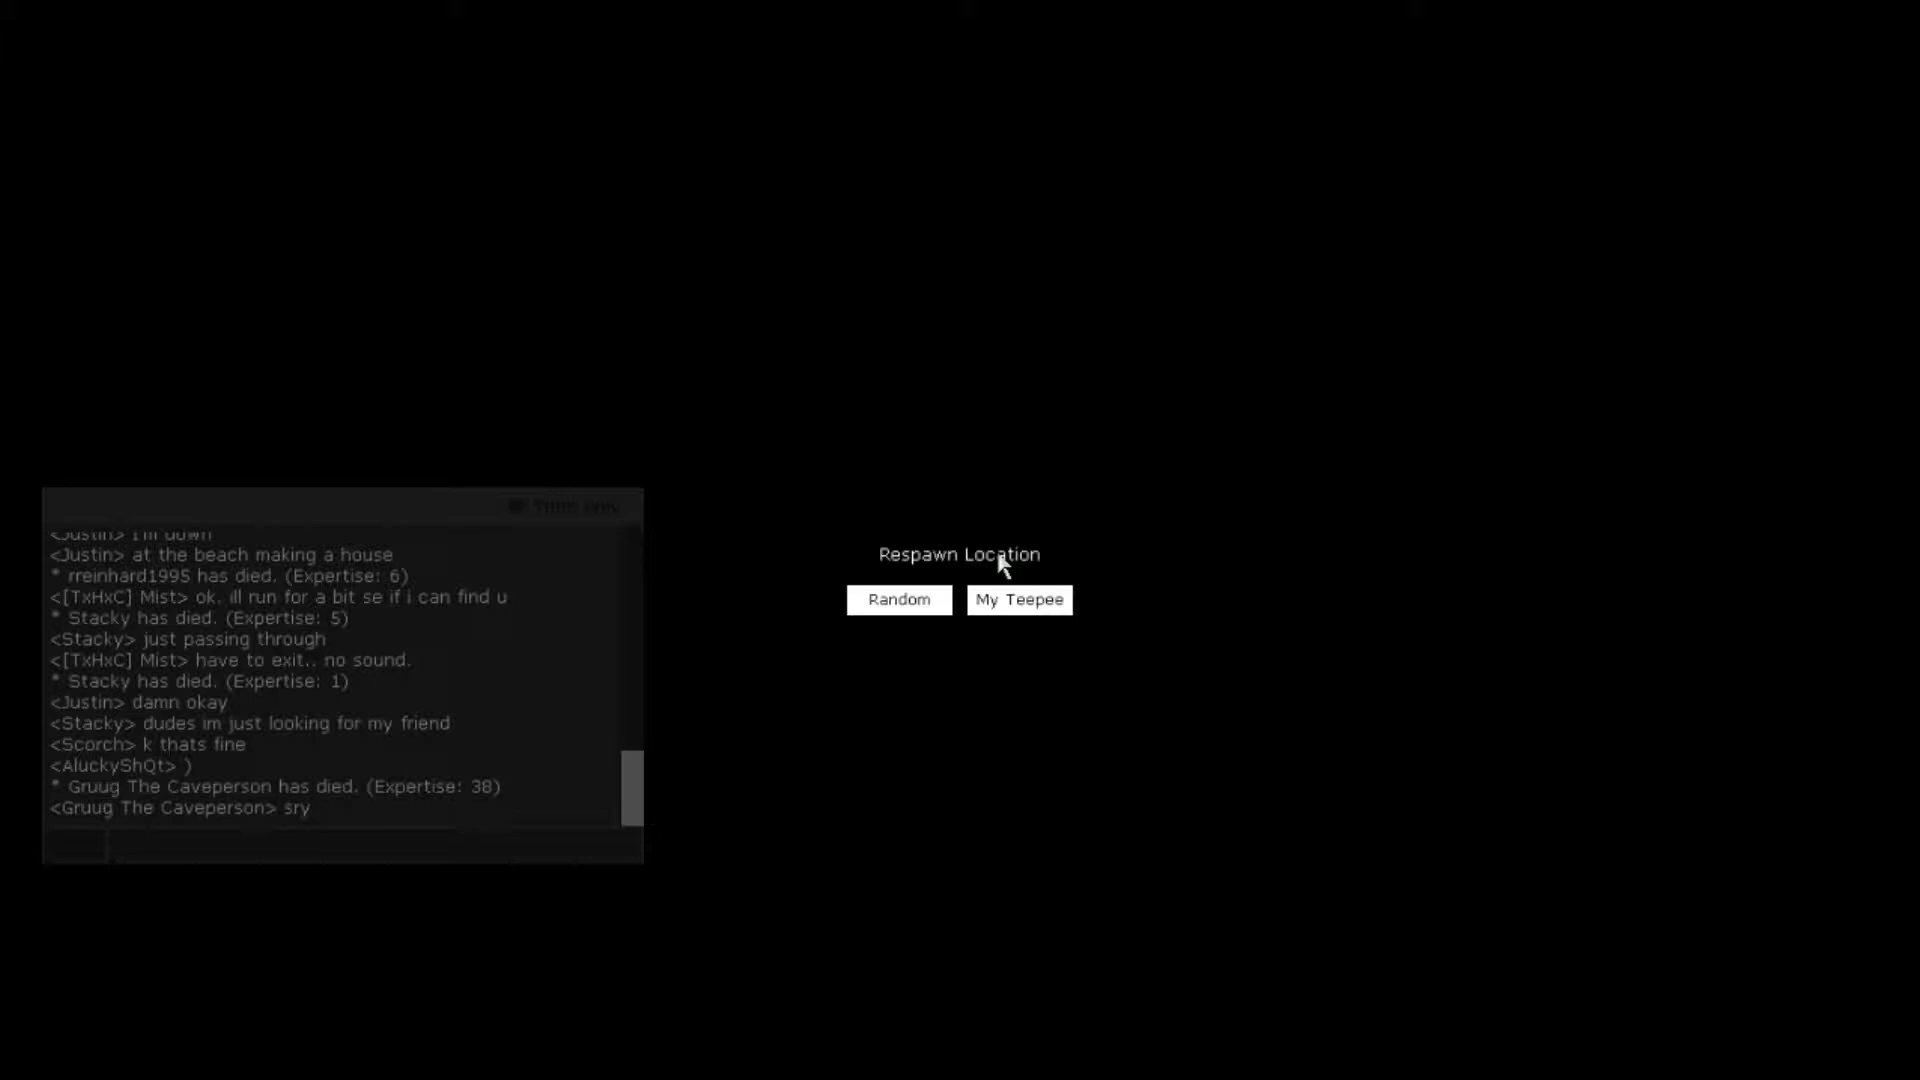 <Justin> I'm down
<Justin> at the beach making a house
* rreinhard1995 has died. (Expertise: 6)
<[TxHxC] Mist> ok. ill run for a bit se if i can find u
* Stacky has died. (Expertise: 5)
<Stacky> just passing through
<[TxHxC] Mist> have to exit.. no sound.
* Stacky has died. (Expertise: 1)
<Justin> damn okay
<Stacky> dudes im just looking for my friend
<Scorch> k thats fine
<AluckyShQt> )
* Gruug The Caveperson has died. (Expertise: 38)
<Gruug The Caveperson> sry
Respawn Location
Random My Teepee